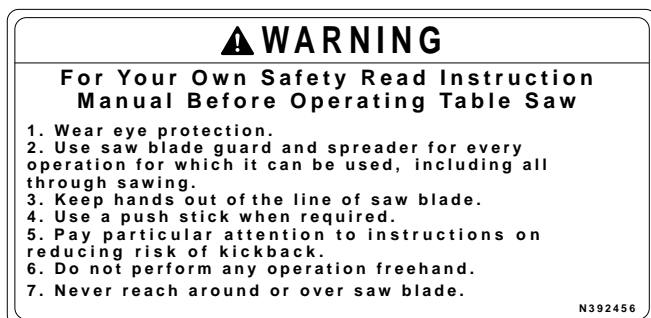 WARNING
For Your Own Safety Read Instruction
Manual Before Operating Table Saw
1. Wear eye protection.
2. Use saw blade guard and spreader for every
operation for which it can be used, including all
through sawing.
3. Keep hands out of the line of saw blade.
4. Use a push stick when required.
5. Pay particular attention to instructions on
reducing risk of kickback.
6. Do not perform any operation freehand.
7. Never reach around or over saw blade.
N392456